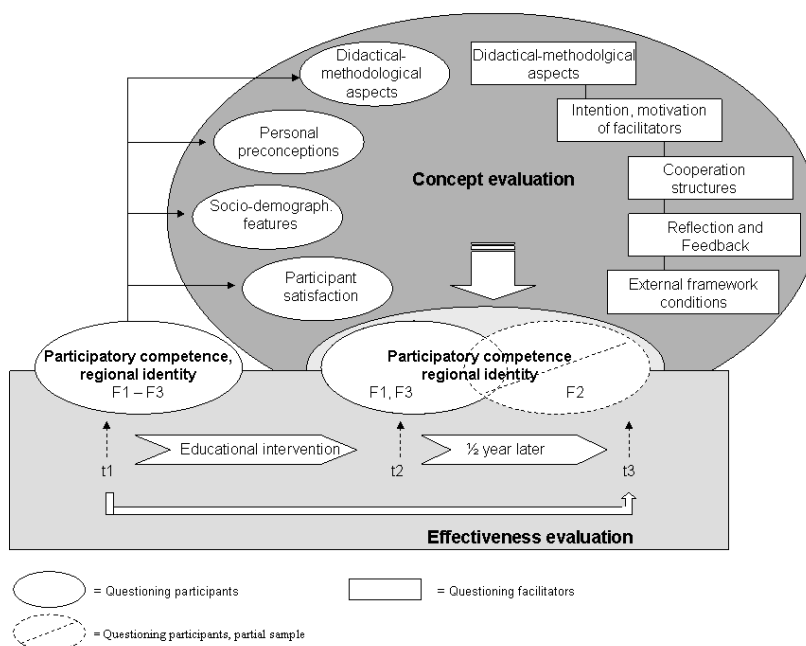 Didactical-
methodological
aspects
Didactical-methodolgical
aspects
Intention, motivation
of facilitators
Personal
preconceptions
Concept evaluation
Cooperation
structures
Socio-demograph.
features
Reflection and
Feedback
Participant
satisfaction
External framework
conditions
Participatory competence,
regional identity
F1 – F3
Participatory competence
regional identity
F1, F3
F2
Educational intervention
½ year later
t1
t2
t3
Effectiveness evaluation
= Questioning participants
= Questioning facilitators
= Questioning participants, partial sample